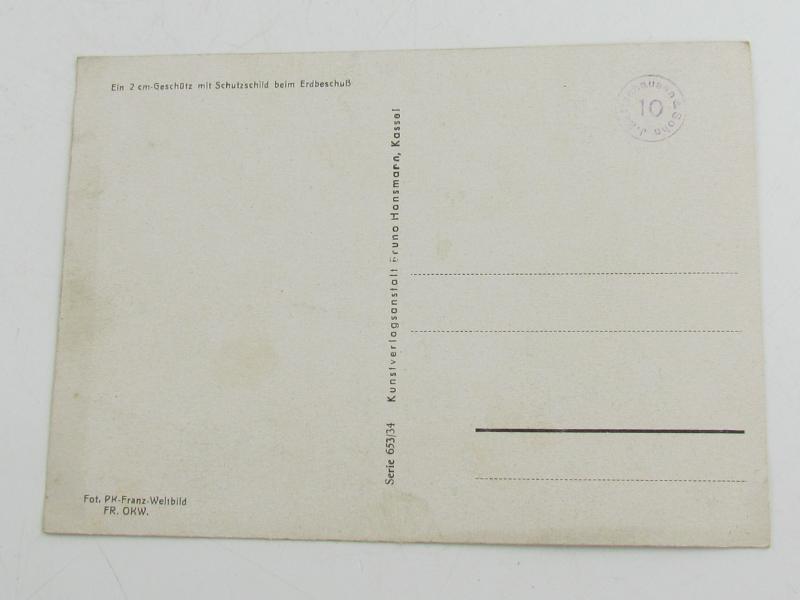 Ein 2 cm-Geschütz mit Schutzschild beim Erdbeschuß
10
& Sohn
Serie 653/34 Kunstverlagsanstalt Bruno Hansmann, Kassel
Fot. PK-Franz-Weltbild
FR. OKW.